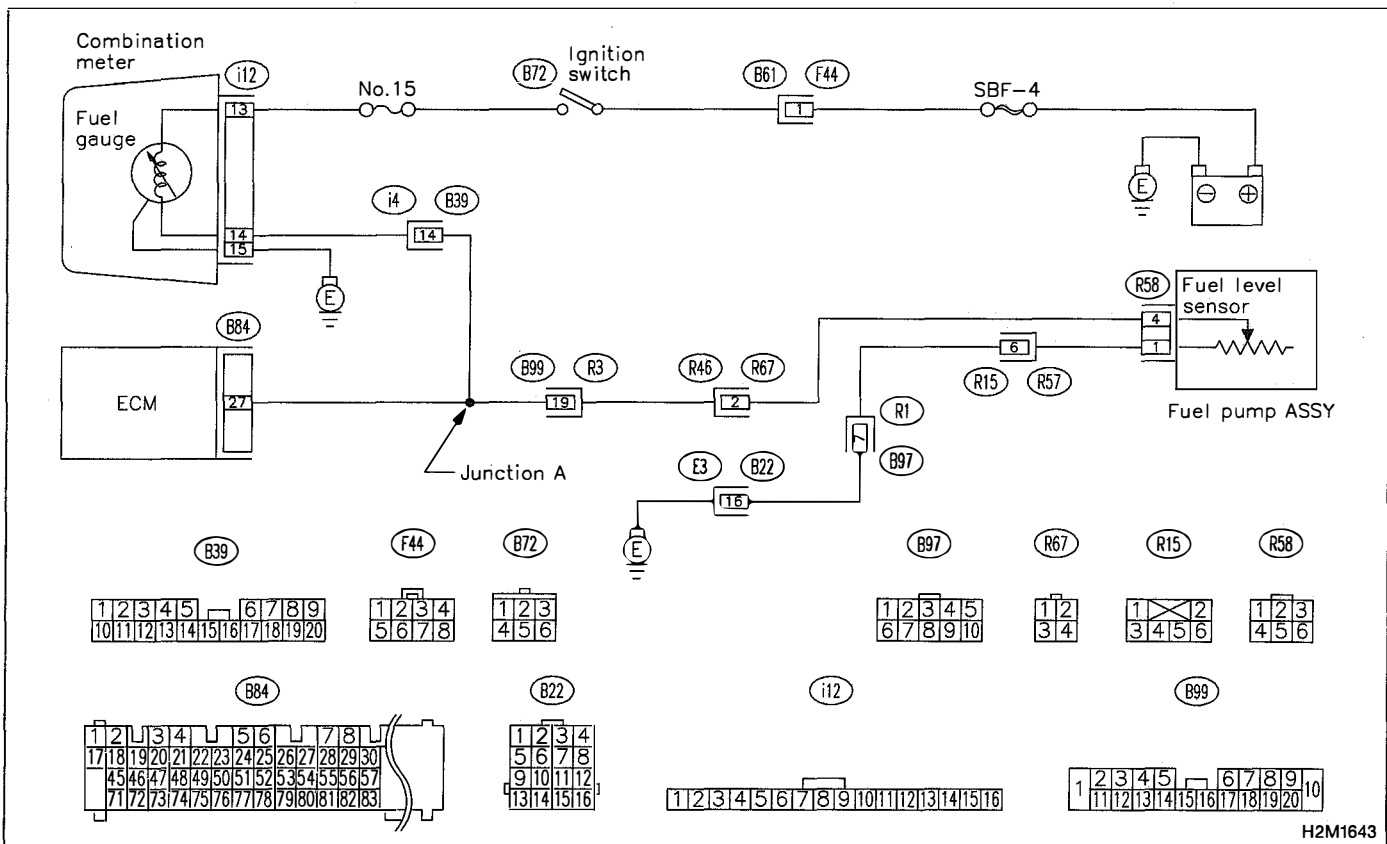 Combination
meter
i12
Fuel
gauge
13
14
15
No.15
B72
Ignition
switch
B61
F44
1
SBF-4
E
⊖ ⊕
i4
B39
14
E
B84
ECM
27
B99
R3
19
Junction A
R46
R67
2
R15
R57
6
R58
4
1
Fuel level
sensor
Fuel pump ASSY
R1
7
B97
E3
B22
16
E
B39
1 2 3 4 5 6 7 8 9
10 11 12 13 14 15 16 17 18 19 20
F44
1 2 3 4
5 6 7 8
B72
1 2 3
4 5 6
B97
1 2 3 4 5
6 7 8 9 10
R67
1 2
3 4
R15
1 2
3 4 5 6
R58
1 2 3
4 5 6
B84
1 2 3 4 5 6 7 8
17 18 19 20 21 22 23 24 25 26 27 28 29 30
45 46 47 48 49 50 51 52 53 54 55 56 57
71 72 73 74 75 76 77 78 79 80 81 82 83
B22
1 2 3 4
5 6 7 8
9 10 11 12
13 14 15 16
i12
1 2 3 4 5 6 7 8 9 10 11 12 13 14 15 16
B99
1 2 3 4 5 6 7 8 9 10
11 12 13 14 15 16 17 18 19 20
H2M1643